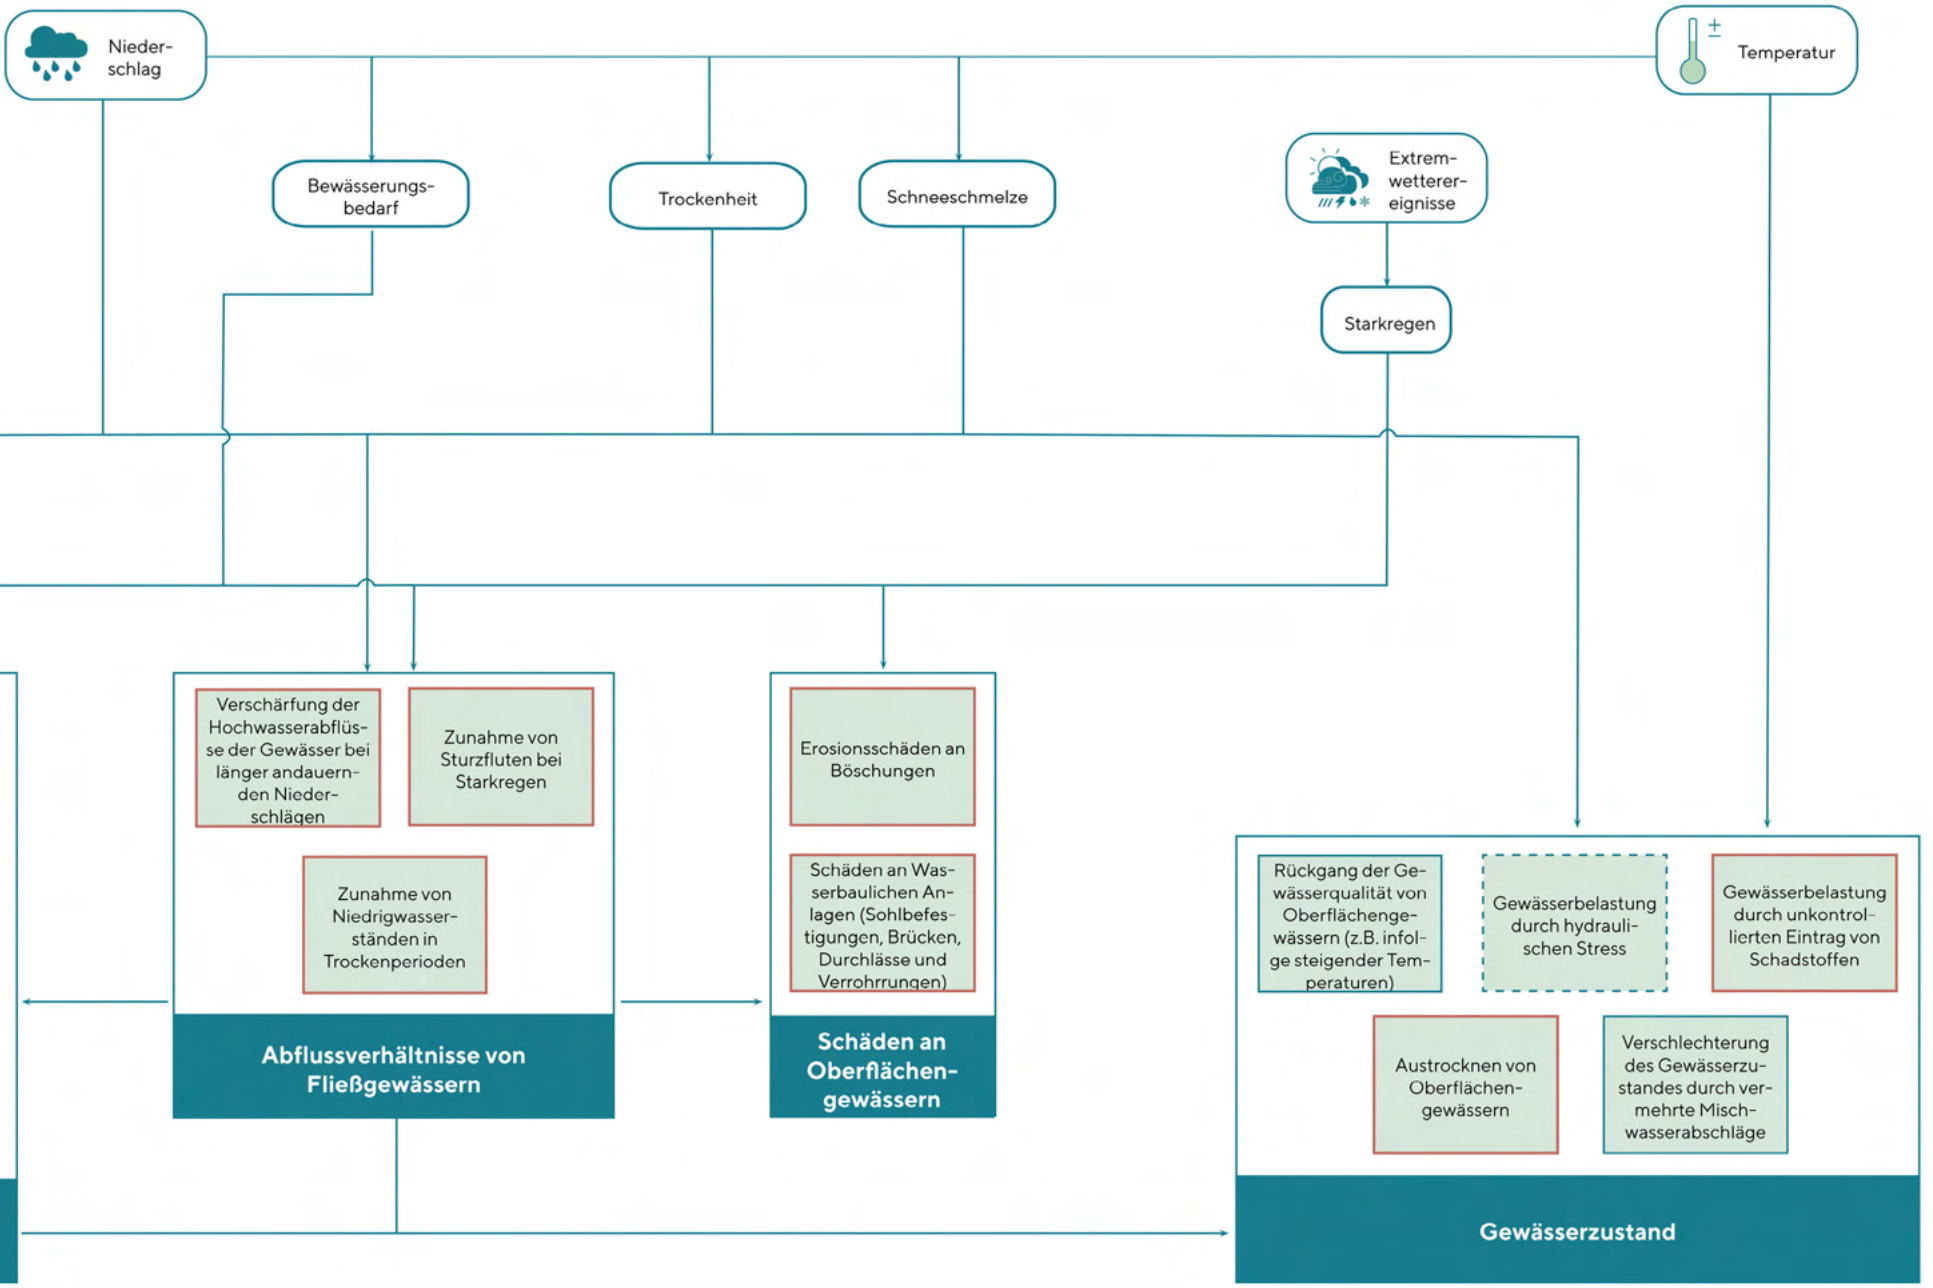 Nieder-
schlag
±
Temperatur
Bewässerungs-
bedarf
Trockenheit
Schneeschmelze
Extrem-
wetterer-
eignisse
Starkregen
Verschärfung der
Hochwasserabflüs-
se der Gewässer bei
länger andauern-
den Nieder-
schlägen
Zunahme von
Sturzfluten bei
Starkregen
Zunahme von
Niedrigwasser-
ständen in
Trockenperioden
Abflussverhältnisse von
Fließgewässern
Erosionsschäden an
Böschungen
Schäden an Was-
serbaulichen An-
lagen (Sohlbefes-
tigungen, Brücken,
Durchlässe und
Verrohrrungen)
Schäden an
Oberflächen-
gewässern
Rückgang der Ge-
wässerqualität von
Oberflächenge-
wässern (z.B. infol-
ge steigender Tem-
peraturen)
Gewässerbelastung
durch hydrauli-
schen Stress
Gewässerbelastung
durch unkontrol-
lierten Eintrag von
Schadstoffen
Austrocknen von
Oberflächen-
gewässern
Verschlechterung
des Gewässerzu-
standes durch ver-
mehrte Misch-
wasserabschläge
Gewässerzustand